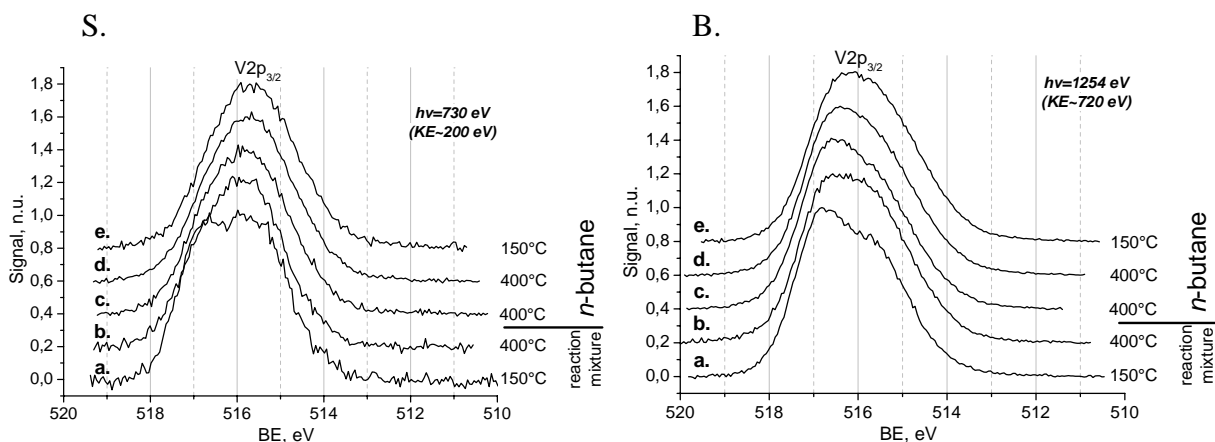 S.
V2p3/2
hν=730 eV
(KE~200 eV)
1,8
1,6
1,4
1,2
1,0
0,8
0,6
0,4
0,2
0,0
Signal, n.u.
e.
d.
c.
b.
a.
150°C
400°C
400°C
400°C
150°C
n-butane
reaction
mixture
520 518 516 514 512 510
BE, eV
B.
V2p3/2
hν=1254 eV
(KE~720 eV)
1,8
1,6
1,4
1,2
1,0
0,8
0,6
0,4
0,2
0,0
Signal, n.u.
e.
d.
c.
b.
a.
150°C
400°C
400°C
400°C
150°C
n-butane
reaction
mixture
520 518 516 514 512 510
BE, eV